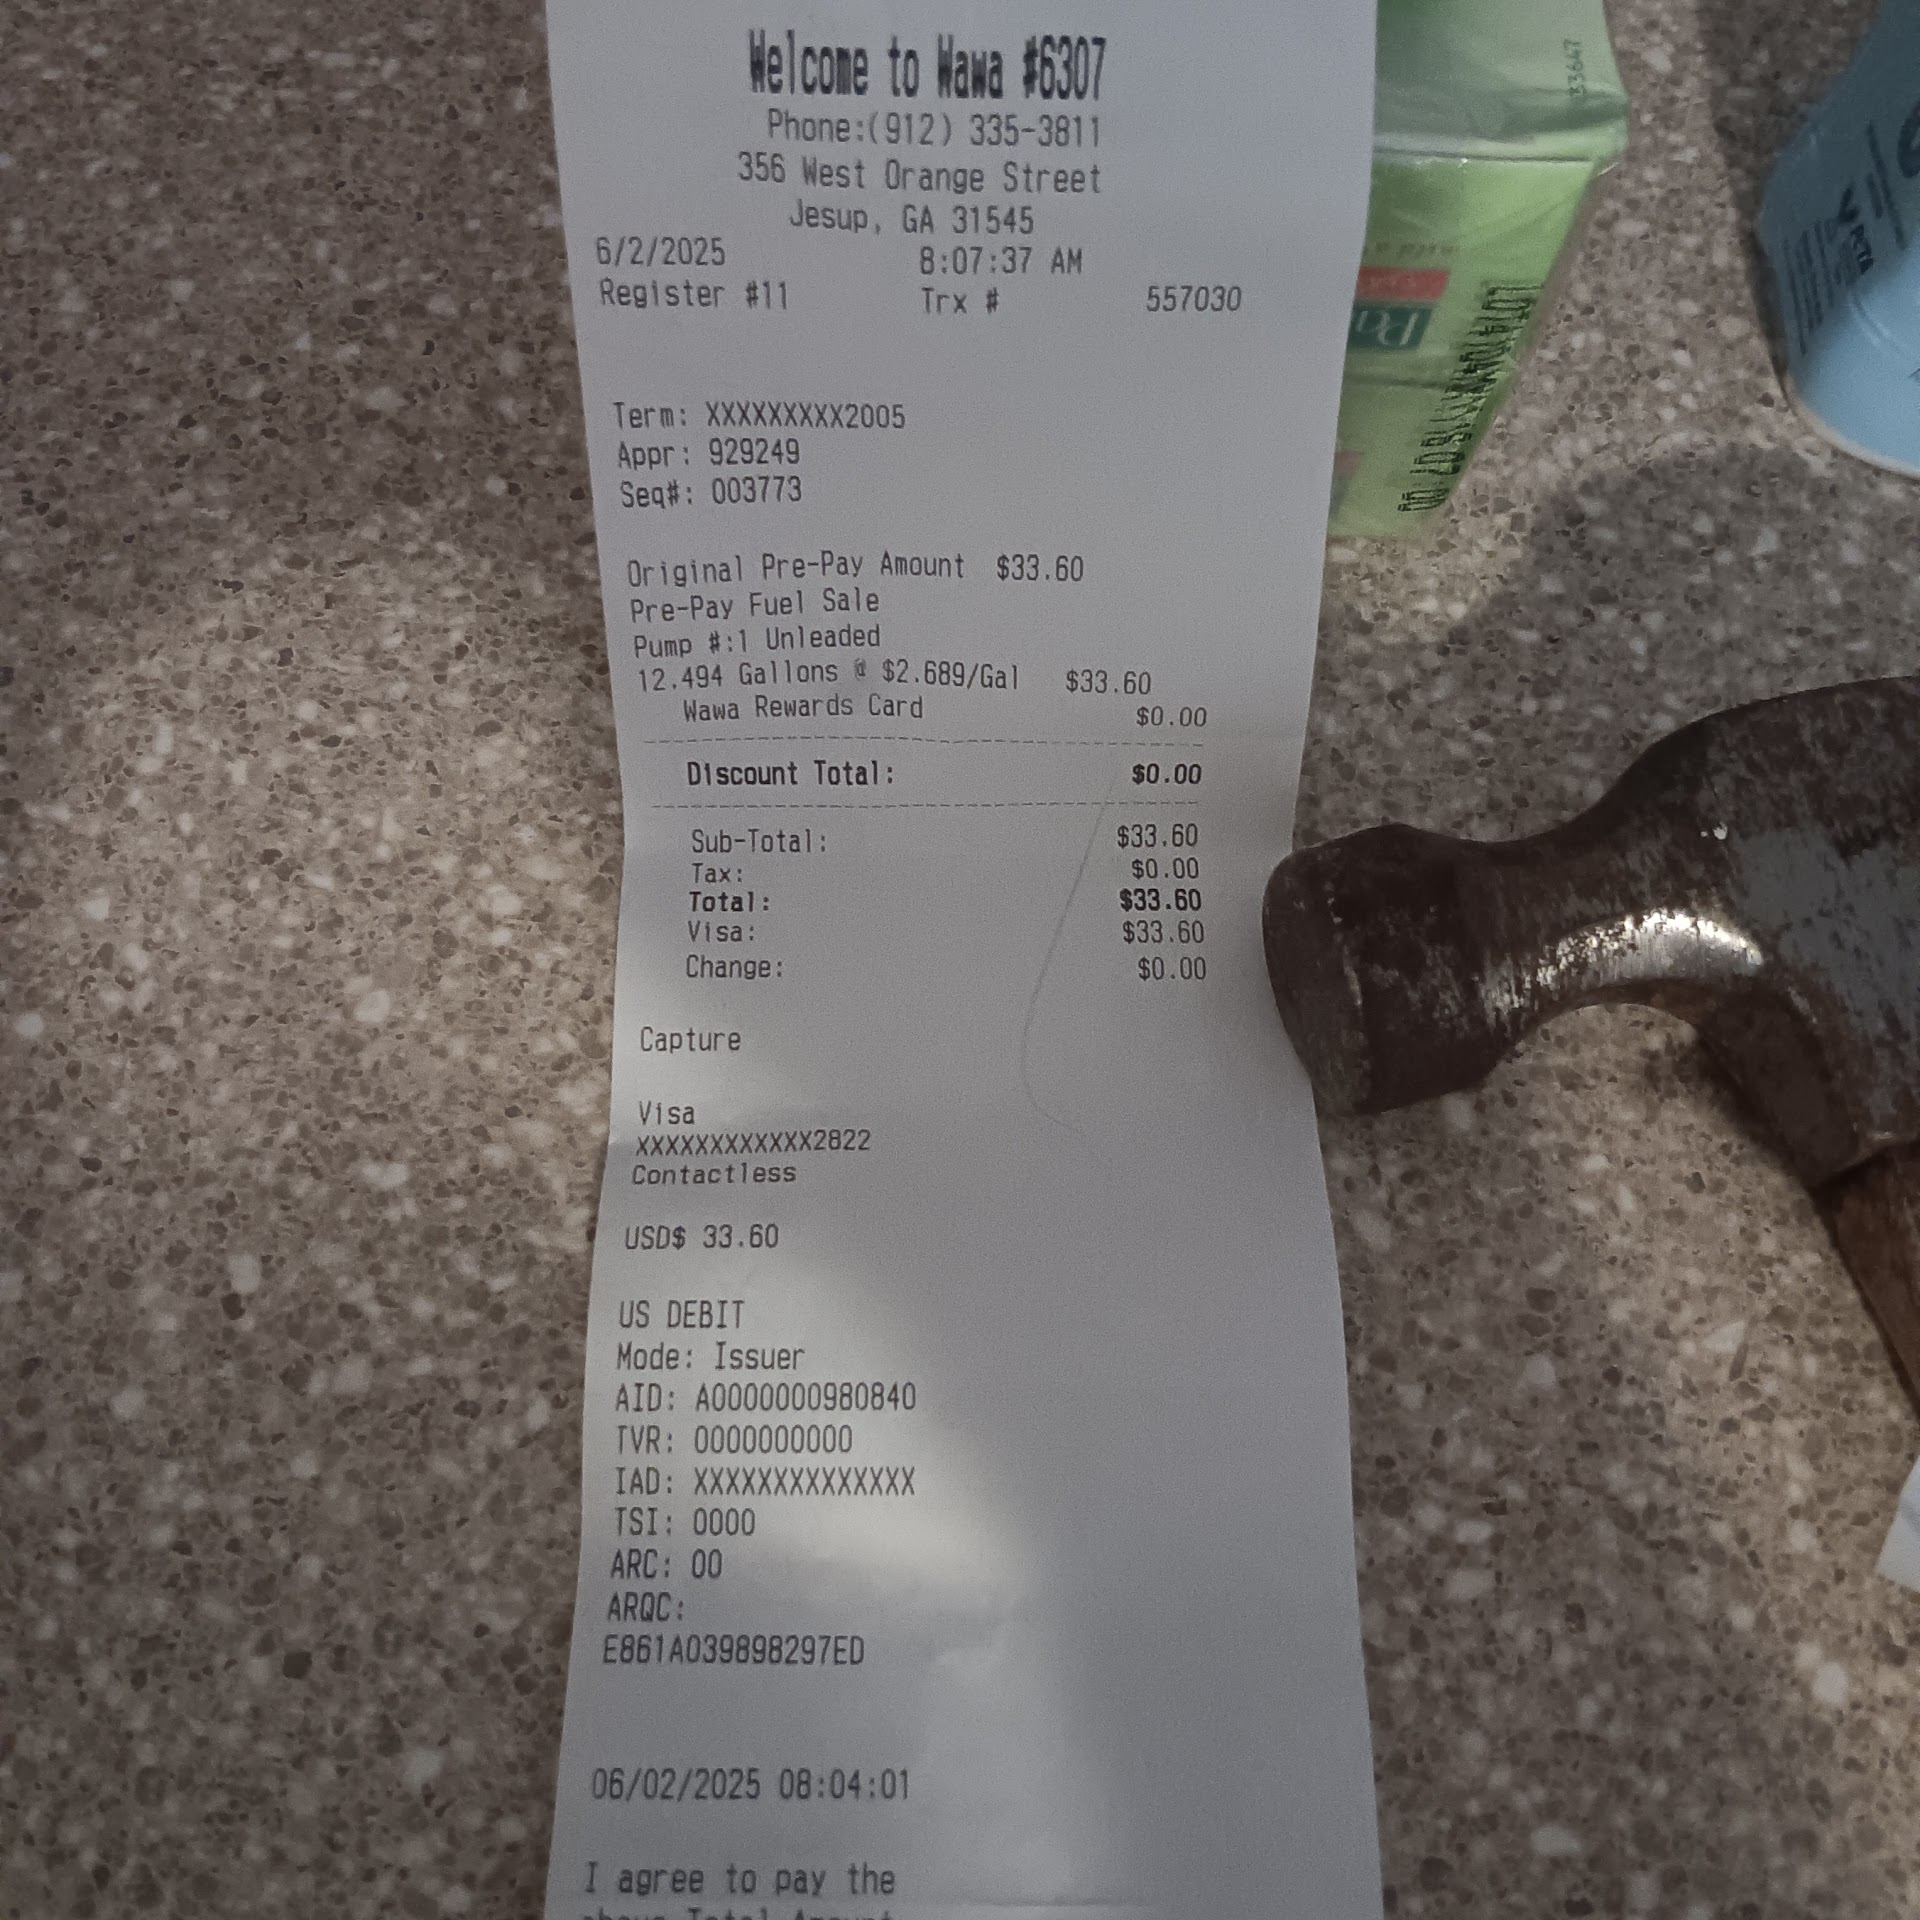 Welcome to Wawa #6307
Phone:(912) 335-3811
356 West Orange Street
Jesup, GA 31545
6/2/2025 8:07:37 AM
Register #11 Trx # 557030
Term: XXXXXXXXX2005
Appr: 929249
Seq#: 003773
Original Pre-Pay Amount $33.60
Pre-Pay Fuel Sale
Pump #:1 Unleaded
12.494 Gallons @ $2.689/Gal $33.60
Wawa Rewards Card $0.00
Discount Total: $0.00
Sub-Total: $33.60
Tax: $0.00
Total: $33.60
Visa: $33.60
Change: $0.00
Capture
Visa
XXXXXXXXXXXX2822
Contactless
USD$ 33.60
US DEBIT
Mode: Issuer
AID: A0000000980840
TVR: 0000000000
IAD: XXXXXXXXXXXXXX
TSI: 0000
ARC: 00
ARQC:
E861A039898297ED
06/02/2025 08:04:01
I agree to pay the
above Total Amount
33647